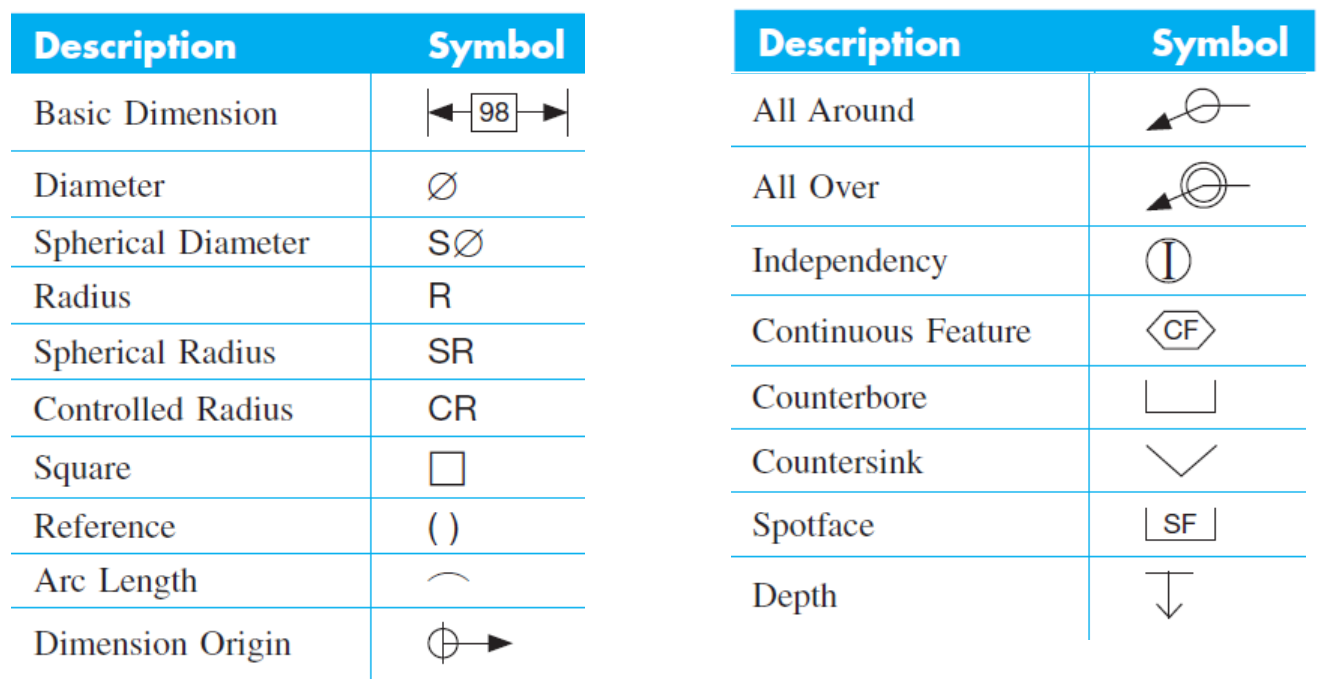 Description Symbol
Basic Dimension 98
Diameter ∅
Spherical Diameter S∅
Radius R
Spherical Radius SR
Controlled Radius CR
Square
Reference ( )
Arc Length
Dimension Origin
Description Symbol
All Around
All Over
Independency I
Continuous Feature CF
Counterbore
Countersink
Spotface SF
Depth